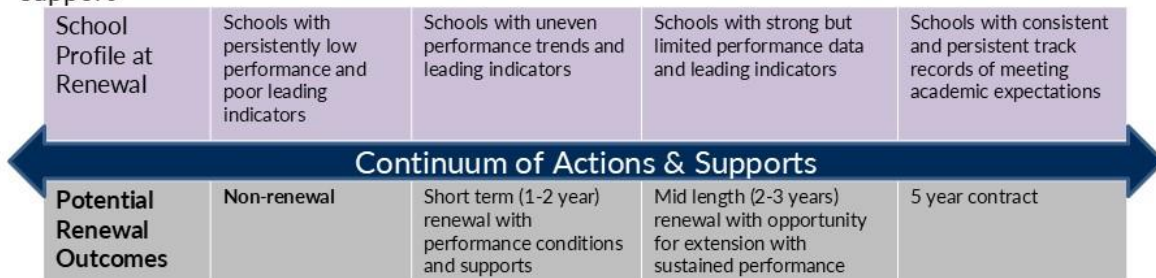 School
Profile at
Renewal
Schools with
persistently low
performance and
poor leading
indicators
Schools with uneven
performance trends and
leading indicators
Schools with strong but
limited performance data
and leading indicators
Schools with consistent
and persistent track
records of meeting
academic expectations
Continuum of Actions & Supports
Potential
Renewal
Outcomes
Non-renewal
Short term (1-2 year)
renewal with
performance conditions
and supports
Mid length (2-3 years)
renewal with opportunity
for extension with
sustained performance
5 year contract